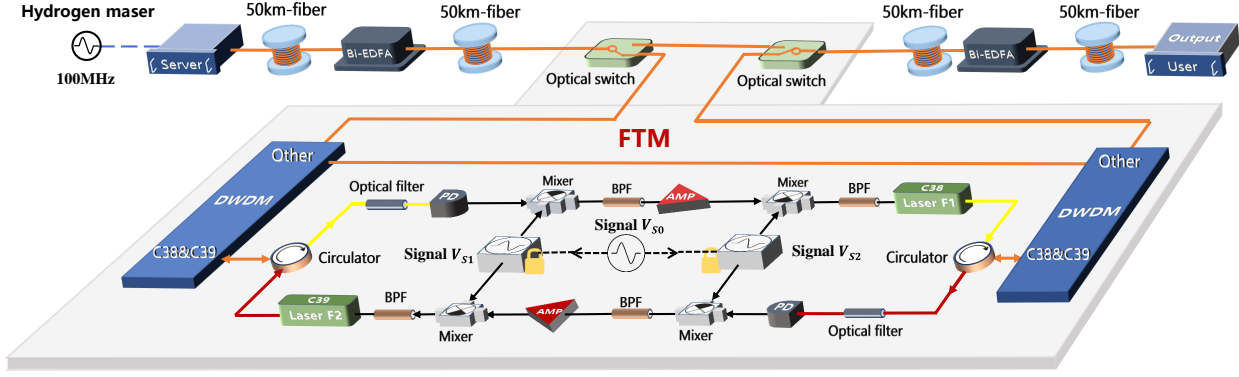 Hydrogen maser
100MHz
Server
50km-fiber
Bi-EDFA
50km-fiber
Optical switch
Optical switch
50km-fiber
Bi-EDFA
50km-fiber
Output
User
FTM
Other
DWDM
C38&C39
Circulator
Optical filter
PD
Mixer
BPF
AMP
Mixer
BPF
C38
Laser F1
Signal VS0
Signal VS1
Signal VS2
Circulator
Other
DWDM
C38&C39
C39
Laser F2
BPF
Mixer
AMP
BPF
Mixer
PD
Optical filter